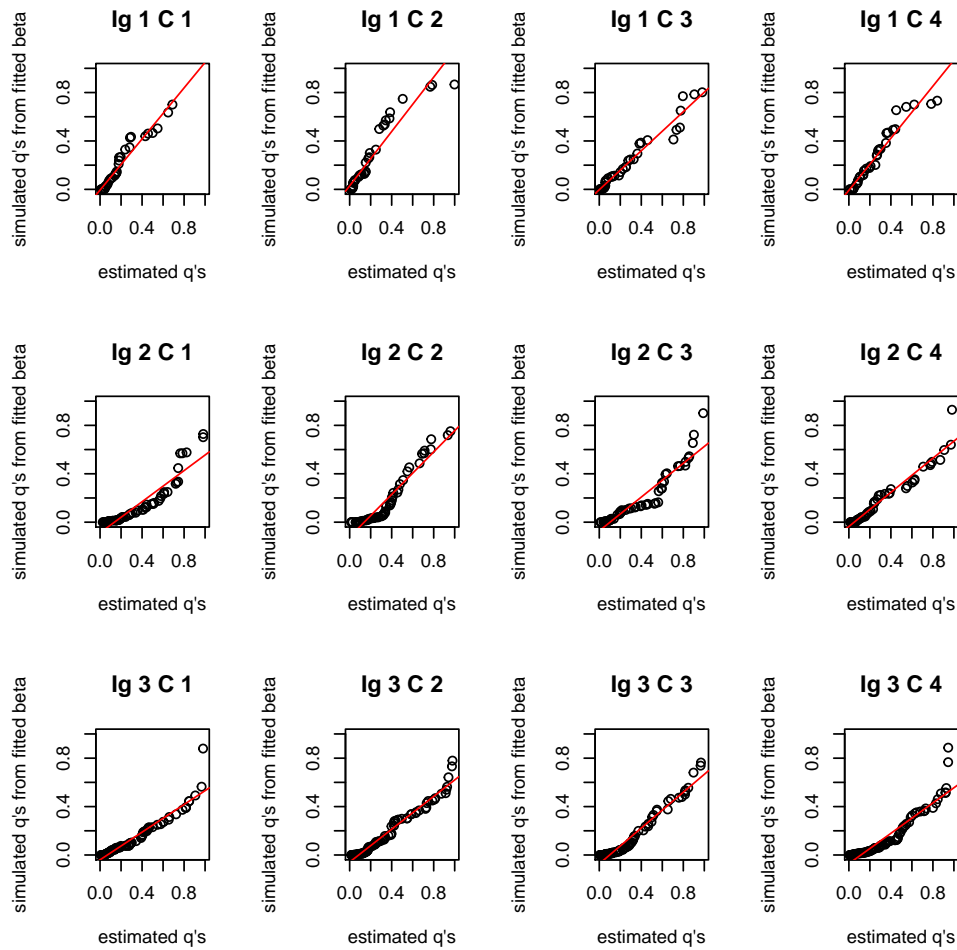 lg 1 C 1
simulated q's from fitted beta
0.0 0.4 0.8
0.0 0.4 0.8
estimated q's
lg 1 C 2
simulated q's from fitted beta
0.0 0.4 0.8
0.0 0.4 0.8
estimated q's
lg 1 C 3
simulated q's from fitted beta
0.0 0.4 0.8
0.0 0.4 0.8
estimated q's
lg 1 C 4
simulated q's from fitted beta
0.0 0.4 0.8
0.0 0.4 0.8
estimated q's
lg 2 C 1
simulated q's from fitted beta
0.0 0.4 0.8
0.0 0.4 0.8
estimated q's
lg 2 C 2
simulated q's from fitted beta
0.0 0.4 0.8
0.0 0.4 0.8
estimated q's
lg 2 C 3
simulated q's from fitted beta
0.0 0.4 0.8
0.0 0.4 0.8
estimated q's
lg 2 C 4
simulated q's from fitted beta
0.0 0.4 0.8
0.0 0.4 0.8
estimated q's
lg 3 C 1
simulated q's from fitted beta
0.0 0.4 0.8
0.0 0.4 0.8
estimated q's
lg 3 C 2
simulated q's from fitted beta
0.0 0.4 0.8
0.0 0.4 0.8
estimated q's
lg 3 C 3
simulated q's from fitted beta
0.0 0.4 0.8
0.0 0.4 0.8
estimated q's
lg 3 C 4
simulated q's from fitted beta
0.0 0.4 0.8
0.0 0.4 0.8
estimated q's